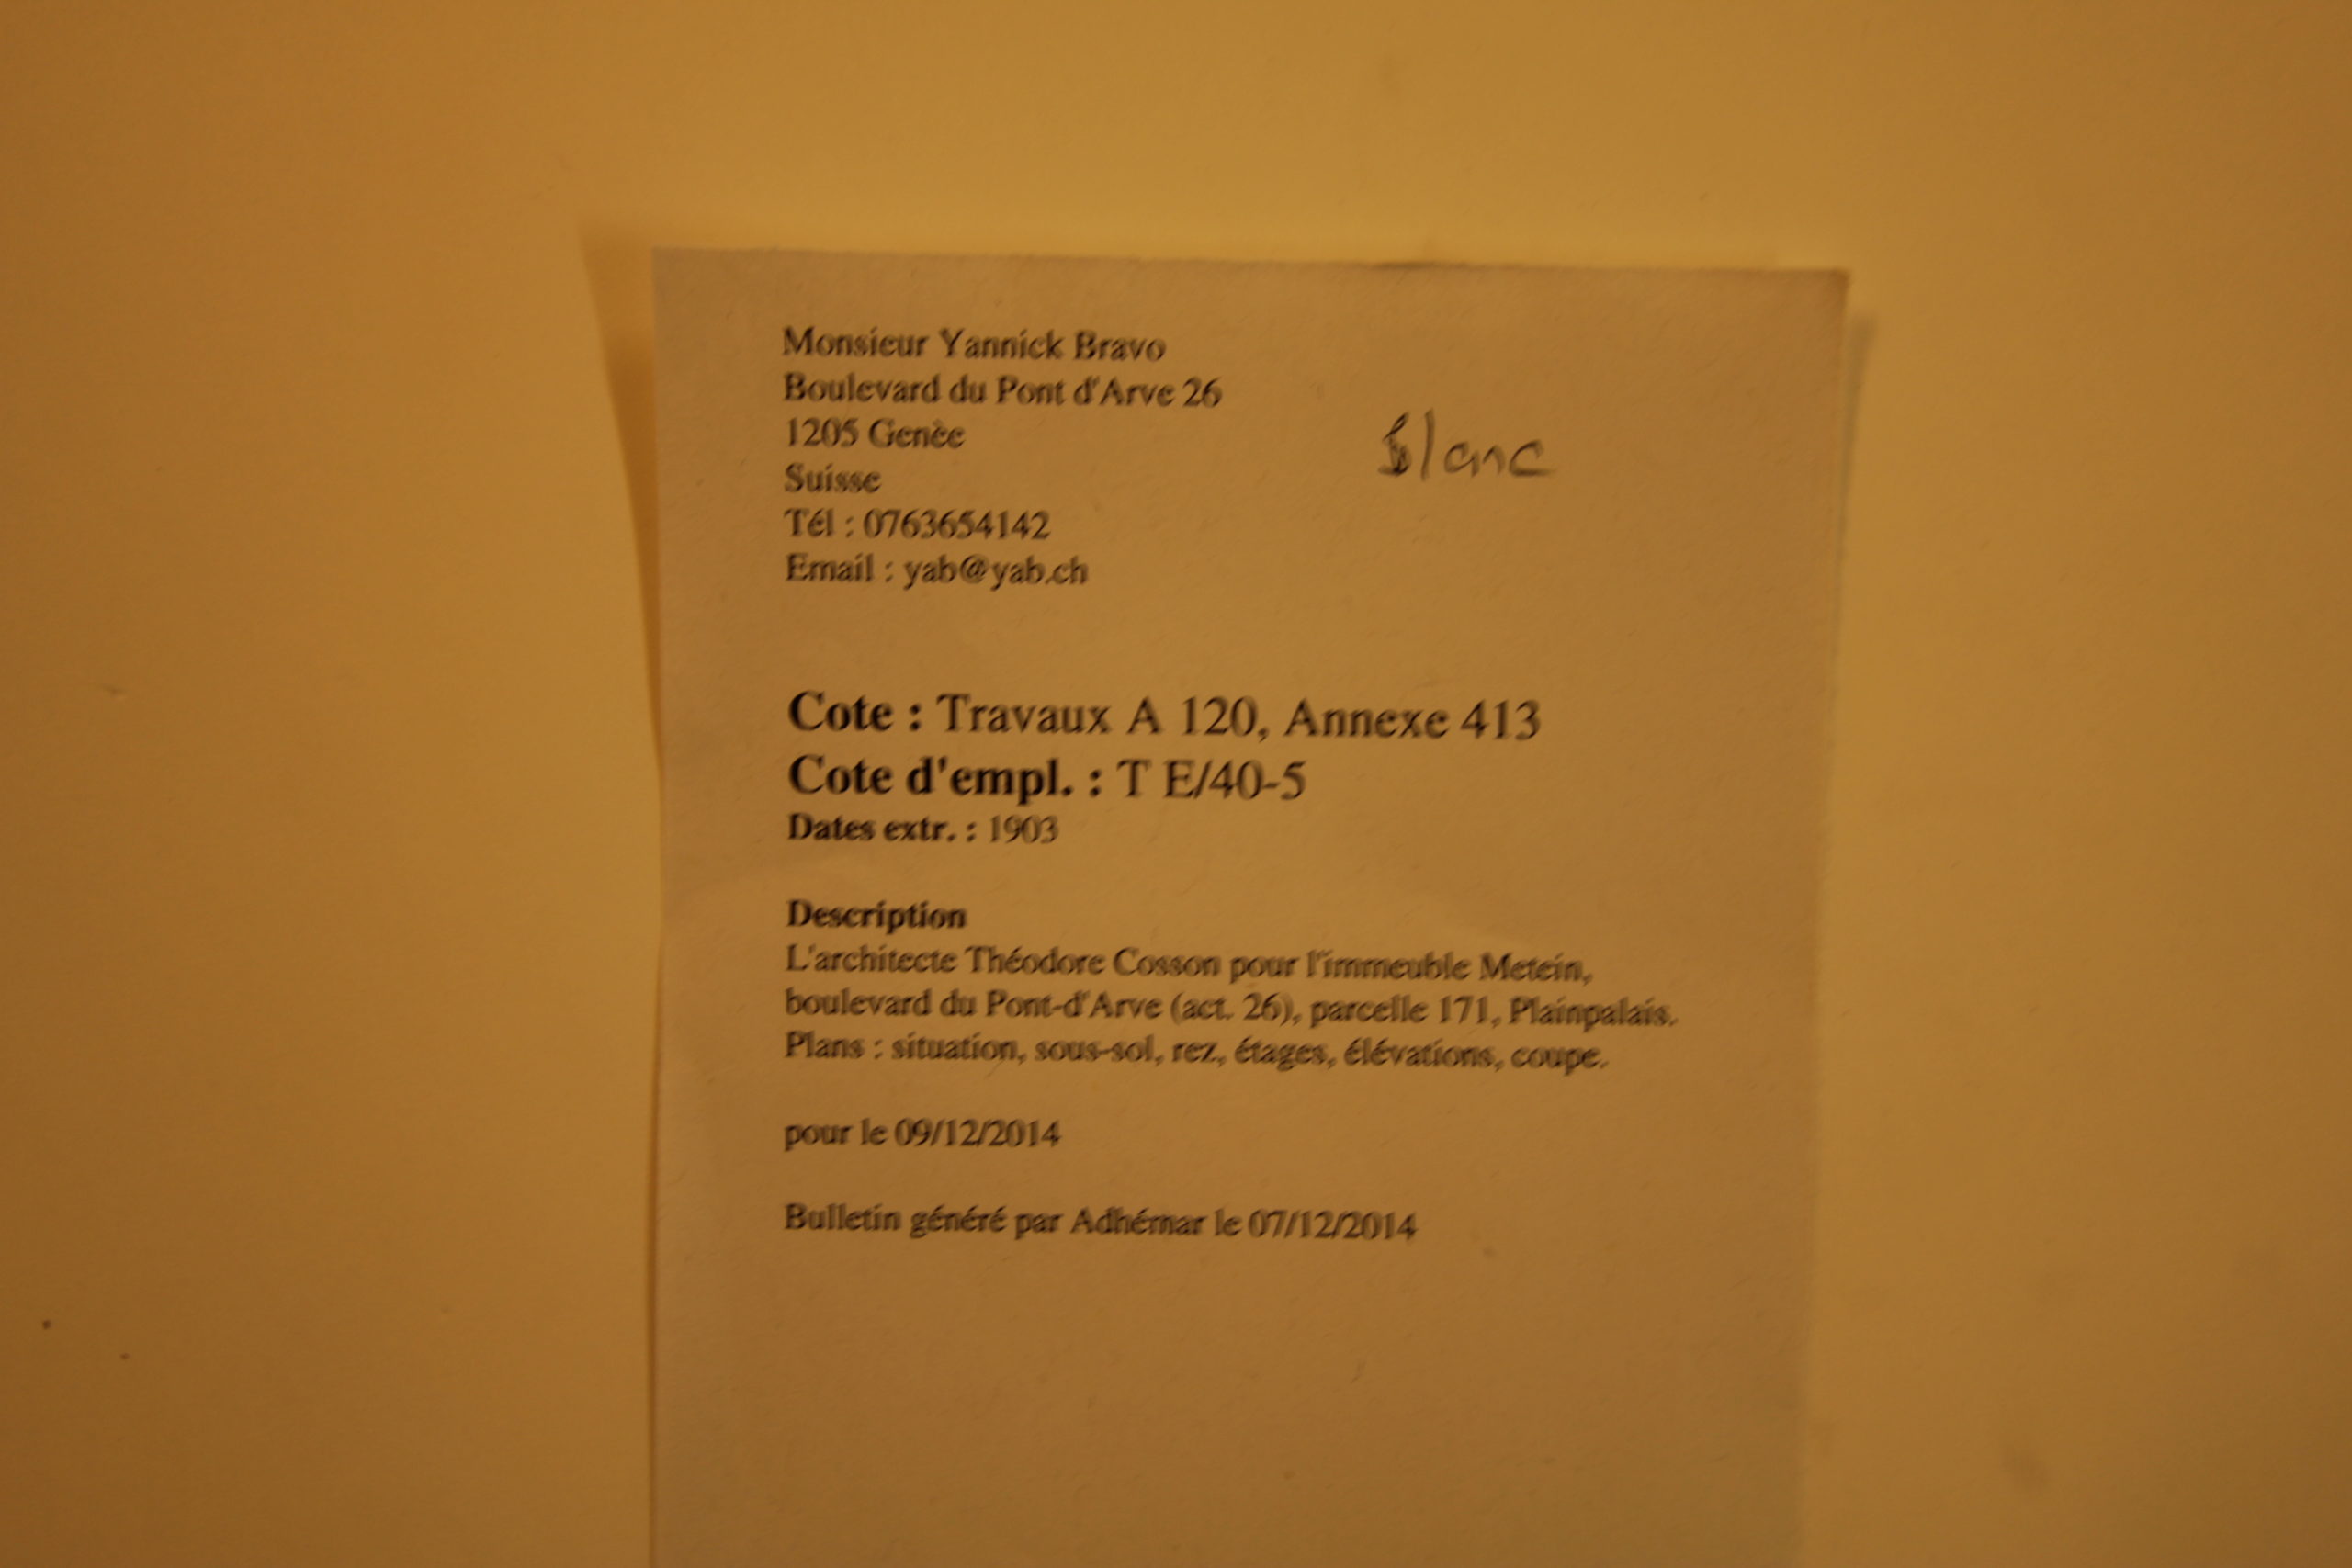 Monsieur Yannick Bravo
Boulevard du Pont d'Arve 26
1205 Genèe
Suisse
Tél : 0763654142
Email : yab@yab.ch
Blanc
Cote : Travaux A 120, Annexe 413
Cote d'empl. : T E/40-5
Dates extr. : 1903
Description
L'architecte Théodore Cosson pour l'immeuble Metein,
boulevard du Pont-d'Arve (act. 26), parcelle 171, Plainpalais.
Plans : situation, sous-sol, rez, étages, élévations, coupe.
pour le 09/12/2014
Bulletin généré par Adhémar le 07/12/2014